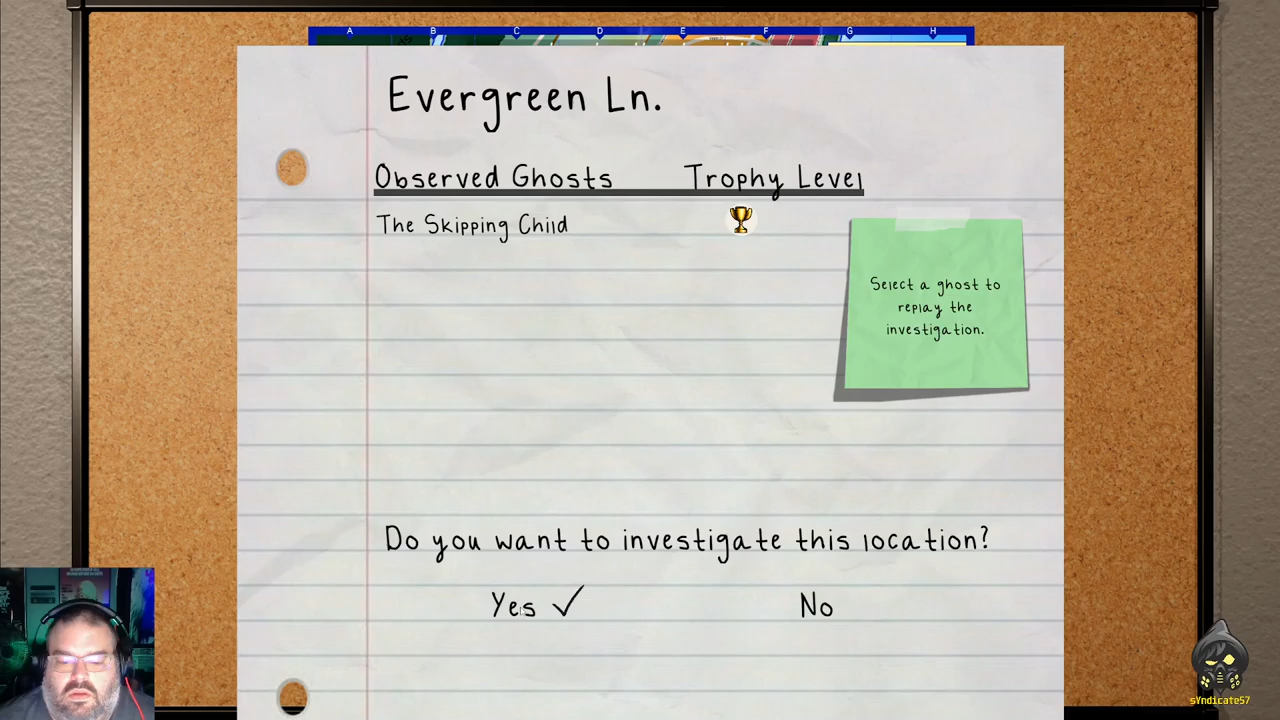 A B C D E F G H
Evergreen Ln.
Observed Ghosts Trophy Level
The Skipping Child
Select a ghost to
replay the
investigation.
Do you want to investigate this location?
Yes ✓ No
sYndicate57